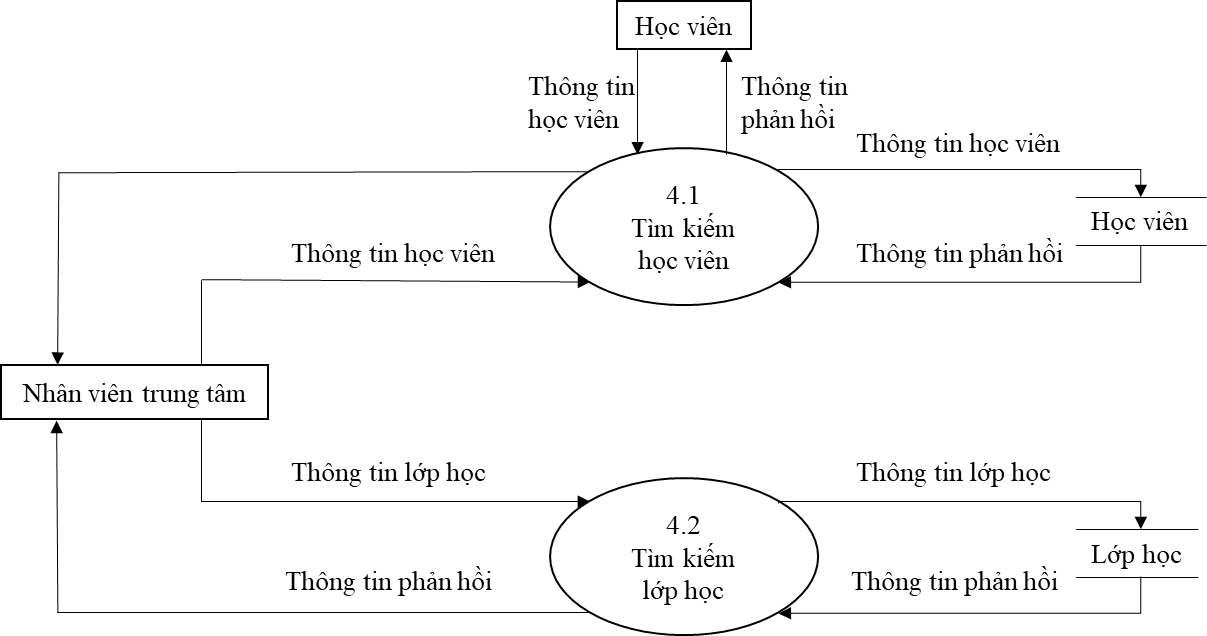 Học viên
Thông tin
học viên
Thông tin
phản hồi
Thông tin học viên
4.1
Tìm kiếm
học viên
Học viên
Thông tin học viên
Thông tin phản hồi
Nhân viên trung tâm
Thông tin lớp học
Thông tin lớp học
4.2
Tìm kiếm
lớp học
Lớp học
Thông tin phản hồi
Thông tin phản hồi